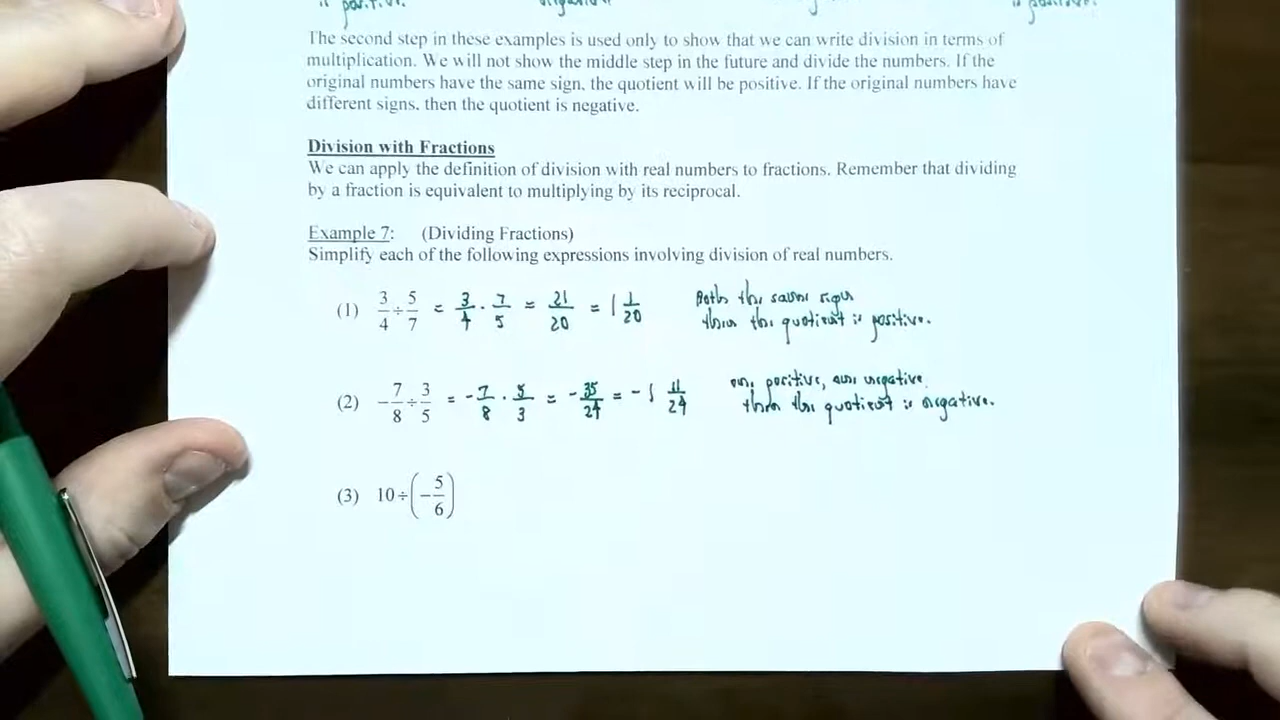 The second step in these examples is used only to show that we can write division in terms of
multiplication. We will not show the middle step in the future and divide the numbers. If the
original numbers have the same sign, the quotient will be positive. If the original numbers have
different signs, then the quotient is negative.
Division with Fractions
We can apply the definition of division with real numbers to fractions. Remember that dividing
by a fraction is equivalent to multiplying by its reciprocal.
Example 7: (Dividing Fractions)
Simplify each of the following expressions involving division of real numbers.
(1) 3/4 ÷ 5/7 = 3/4 · 7/5 = 21/20 = 1 1/20 Both the same sign
then the quotient is positive.
(2) -7/8 ÷ 3/5 = -7/8 · 5/3 = -35/24 = -1 11/24 one positive, one negative,
then the quotient is negative.
(3) 10 ÷ (-5/6)